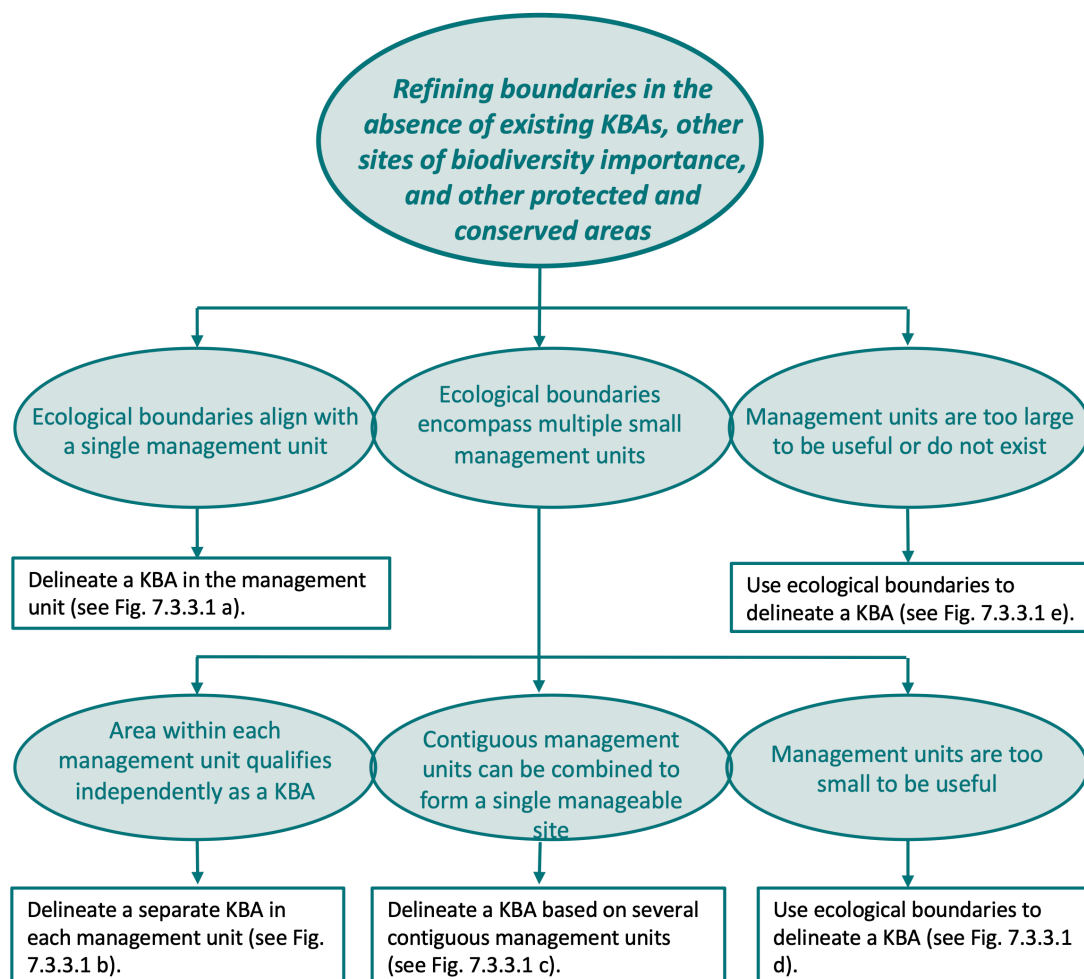 Refining boundaries in the
absence of existing KBAs, other
sites of biodiversity importance,
and other protected and
conserved areas
Ecological boundaries align with
a single management unit
Ecological boundaries
encompass multiple small
management units
Management units are too large
to be useful or do not exist
Delineate a KBA in the management
unit (see Fig. 7.3.3.1 a).
Use ecological boundaries to
delineate a KBA (see Fig. 7.3.3.1 e).
Area within each
management unit qualifies
independently as a KBA
Contiguous management
units can be combined to
form a single manageable
site
Management units are too
small to be useful
Delineate a separate KBA in
each management unit (see Fig.
7.3.3.1 b).
Delineate a KBA based on several
contiguous management units
(see Fig. 7.3.3.1 c).
Use ecological boundaries to
delineate a KBA (see Fig. 7.3.3.1
d).